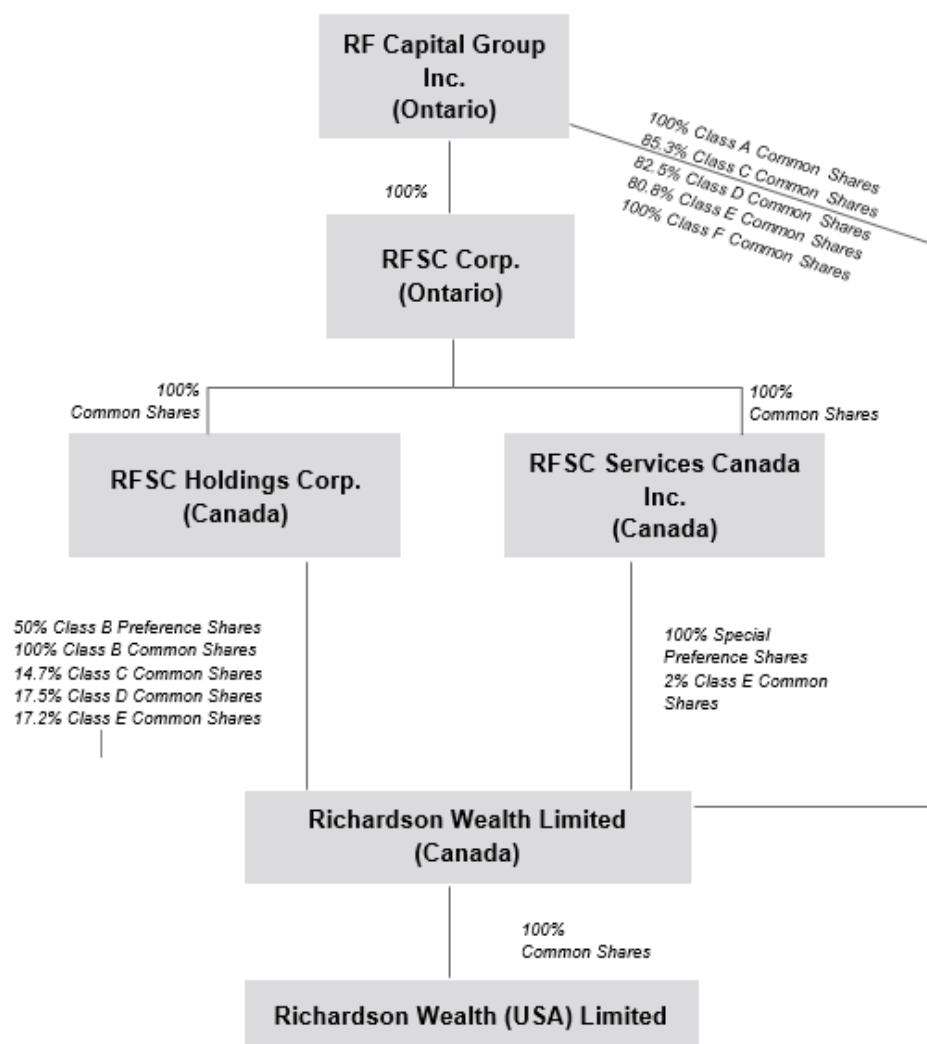 RF Capital Group
Inc.
(Ontario)
100% Class A Common Shares
85.3% Class C Common Shares
82.5% Class D Common Shares
80.8% Class E Common Shares
100% Class F Common Shares
100%
RFSC Corp.
(Ontario)
100%
Common Shares
100%
Common Shares
RFSC Holdings Corp.
(Canada)
RFSC Services Canada
Inc.
(Canada)
50% Class B Preference Shares
100% Class B Common Shares
14.7% Class C Common Shares
17.5% Class D Common Shares
17.2% Class E Common Shares
100% Special
Preference Shares
2% Class E Common
Shares
Richardson Wealth Limited
(Canada)
100%
Common Shares
Richardson Wealth (USA) Limited